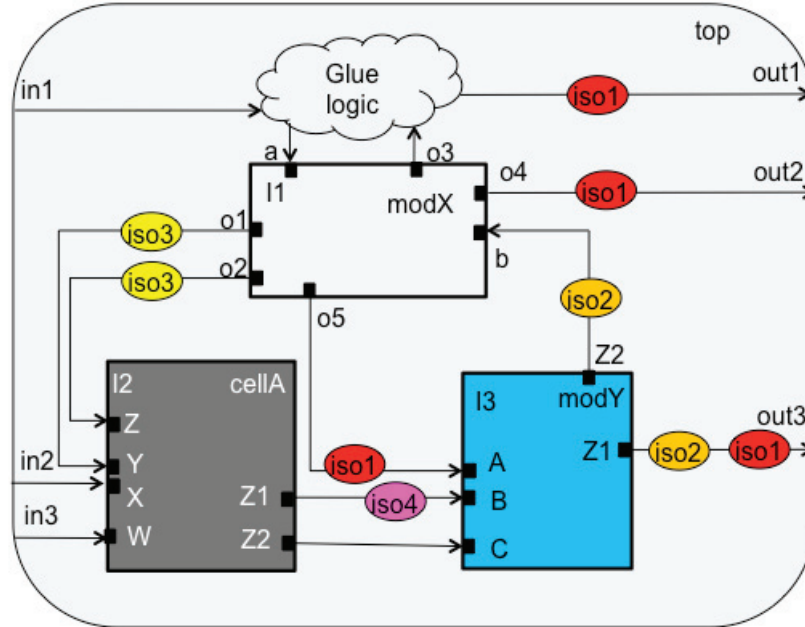 top
in1
Glue
logic
iso1
out1
a
o3
I1
modX
o4
iso1
out2
iso3
o1
iso3
o2
b
iso2
o5
Z2
I2
cellA
I3
modY
out3
Z
Z1
iso2
iso1
in2
Y
iso1
A
X
Z1
iso4
B
in3
W
Z2
C